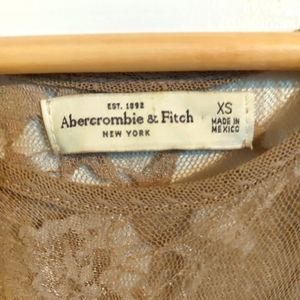 EST. 1892
Abercrombie & Fitch
NEW YORK
XS
MADE IN
MEXICO